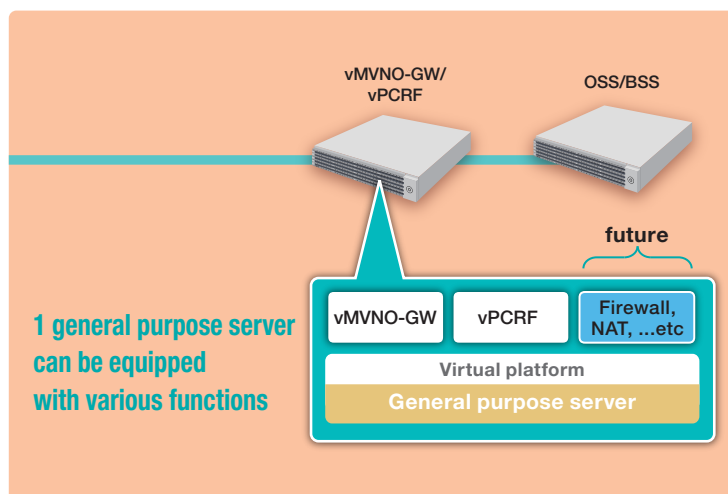 vMVNO-GW/
vPCRF
OSS/BSS
future
vMVNO-GW
vPCRF
Firewall,
NAT, ...etc
Virtual platform
General purpose server
1 general purpose server
can be equipped
with various functions